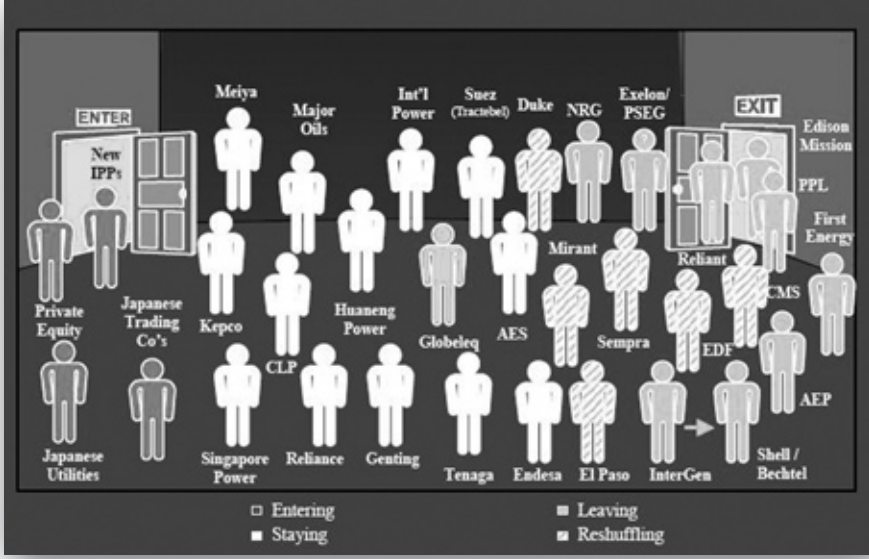 ENTER
New
IPPs
Meiya
Major
Oils
Int'l
Power
Suez
(Tractebel)
Duke
NRG
Exelon/
PSEG
EXIT
Edison
Mission
PPL
First
Energy
Private
Equity
Japanese
Trading
Co's
Kepco
CLP
Huaneng
Power
Globeleq
AES
Mirant
Sempra
Reliant
EDF
CMS
AEP
Japanese
Utilities
Singapore
Power
Reliance
Genting
Tenaga
Endesa
El Paso
InterGen
Shell /
Bechtel
Entering
Staying
Leaving
Reshuffling